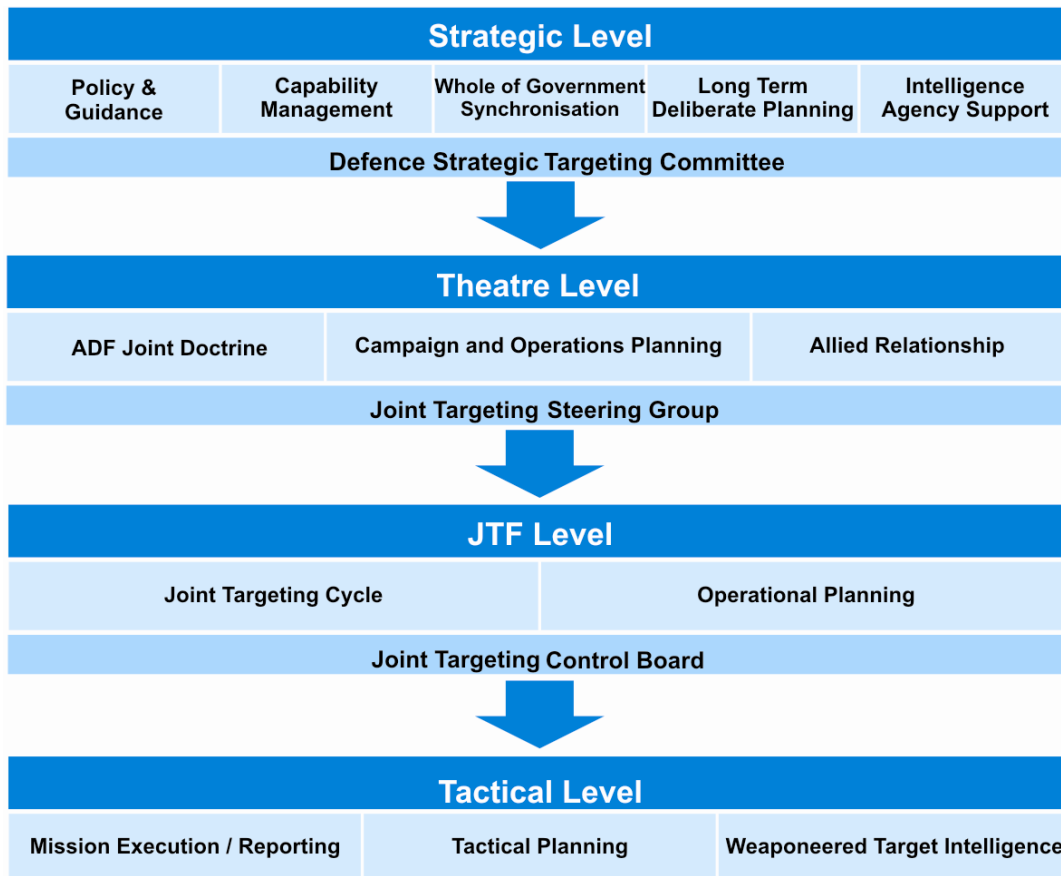 Strategic Level
Policy &
Guidance
Capability
Management
Whole of Government
Synchronisation
Long Term
Deliberate Planning
Intelligence
Agency Support
Defence Strategic Targeting Committee
Theatre Level
ADF Joint Doctrine
Campaign and Operations Planning
Allied Relationship
Joint Targeting Steering Group
JTF Level
Joint Targeting Cycle
Operational Planning
Joint Targeting Control Board
Tactical Level
Mission Execution / Reporting
Tactical Planning
Weaponeered Target Intelligence